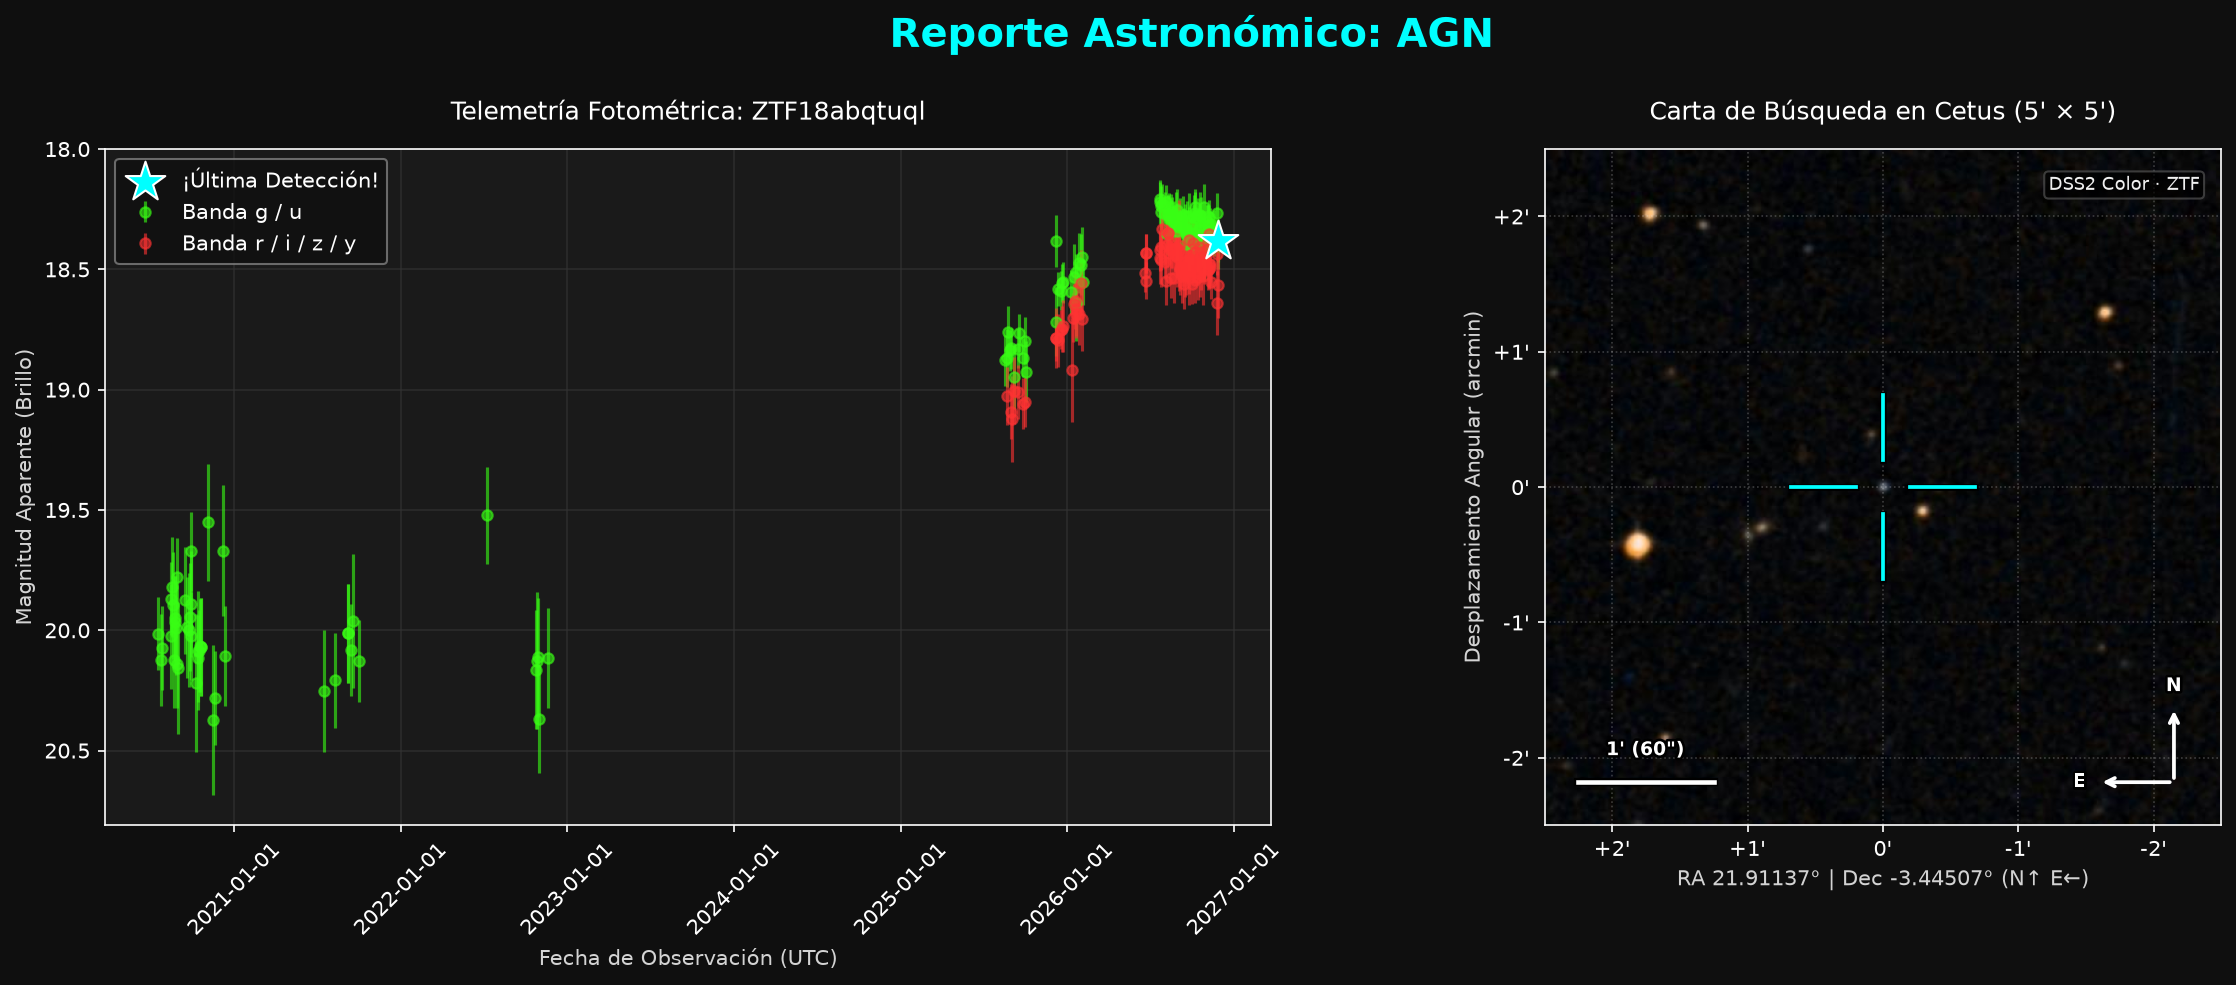 Reporte Astronómico: AGN
Telemetría Fotométrica: ZTF18abqtuql
¡Última Detección!
Banda g / u
Banda r / i / z / y
Magnitud Aparente (Brillo)
18.0
18.5
19.0
19.5
20.0
20.5
2021-01-01
2022-01-01
2023-01-01
2024-01-01
2025-01-01
2026-01-01
2027-01-01
Fecha de Observación (UTC)
Carta de Búsqueda en Cetus (5' × 5')
DSS2 Color · ZTF
Desplazamiento Angular (arcmin)
+2'
+1'
0'
-1'
-2'
N
E
1' (60")
+2'
+1'
0'
-1'
-2'
RA 21.91137° | Dec -3.44507° (N↑ E←)